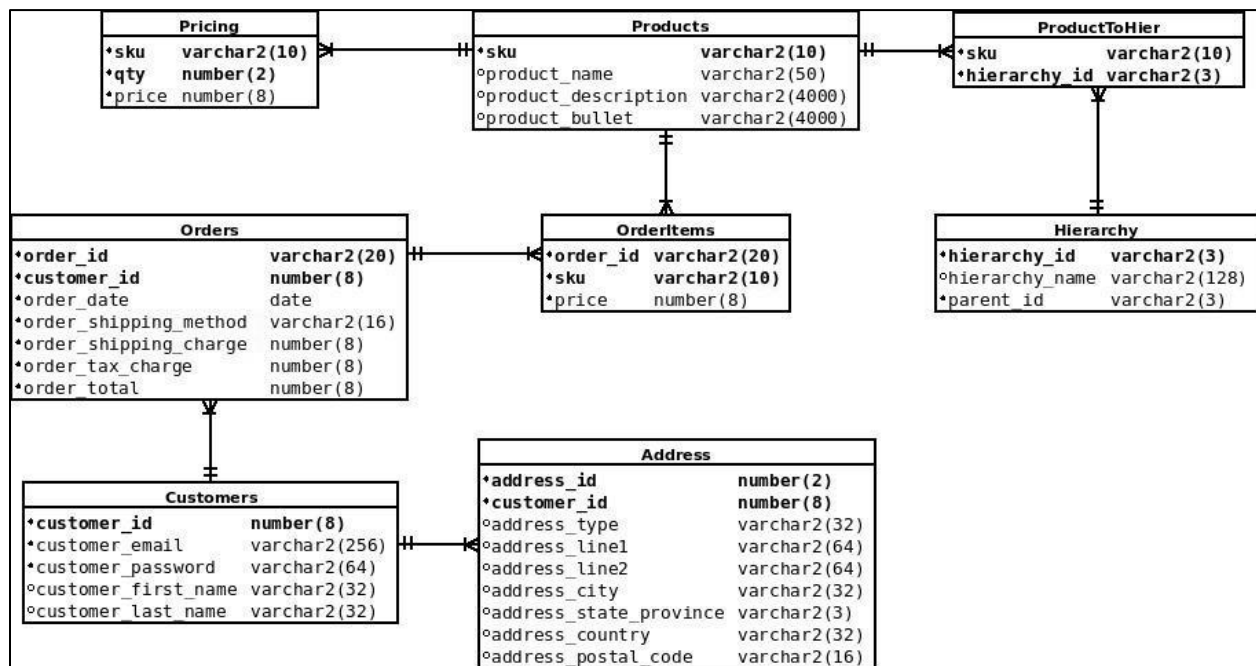 Pricing
sku varchar2(10)
qty number(2)
price number(8)
Products
sku varchar2(10)
product_name varchar2(50)
product_description varchar2(4000)
product_bullet varchar2(4000)
ProductToHier
sku varchar2(10)
hierarchy_id varchar2(3)
Orders
order_id varchar2(20)
customer_id number(8)
order_date date
order_shipping_method varchar2(16)
order_shipping_charge number(8)
order_tax_charge number(8)
order_total number(8)
OrderItems
order_id varchar2(20)
sku varchar2(10)
price number(8)
Hierarchy
hierarchy_id varchar2(3)
hierarchy_name varchar2(128)
parent_id varchar2(3)
Customers
customer_id number(8)
customer_email varchar2(256)
customer_password varchar2(64)
customer_first_name varchar2(32)
customer_last_name varchar2(32)
Address
address_id number(2)
customer_id number(8)
address_type varchar2(32)
address_line1 varchar2(64)
address_line2 varchar2(64)
address_city varchar2(32)
address_state_province varchar2(3)
address_country varchar2(32)
address_postal_code varchar2(16)